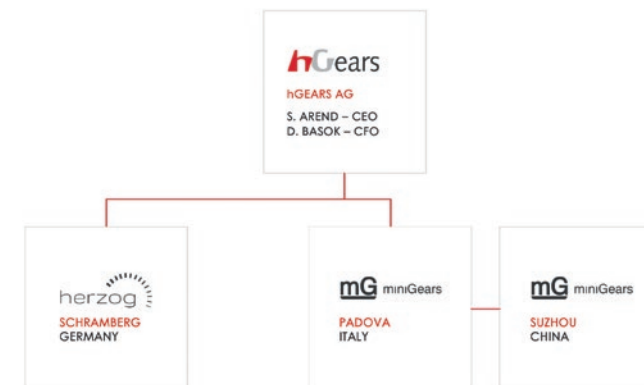 hGears
hGEARS AG
S. AREND – CEO
D. BASOK – CFO
herzog
SCHRAMBERG
GERMANY
mG miniGears
PADOVA
ITALY
mG miniGears
SUZHOU
CHINA